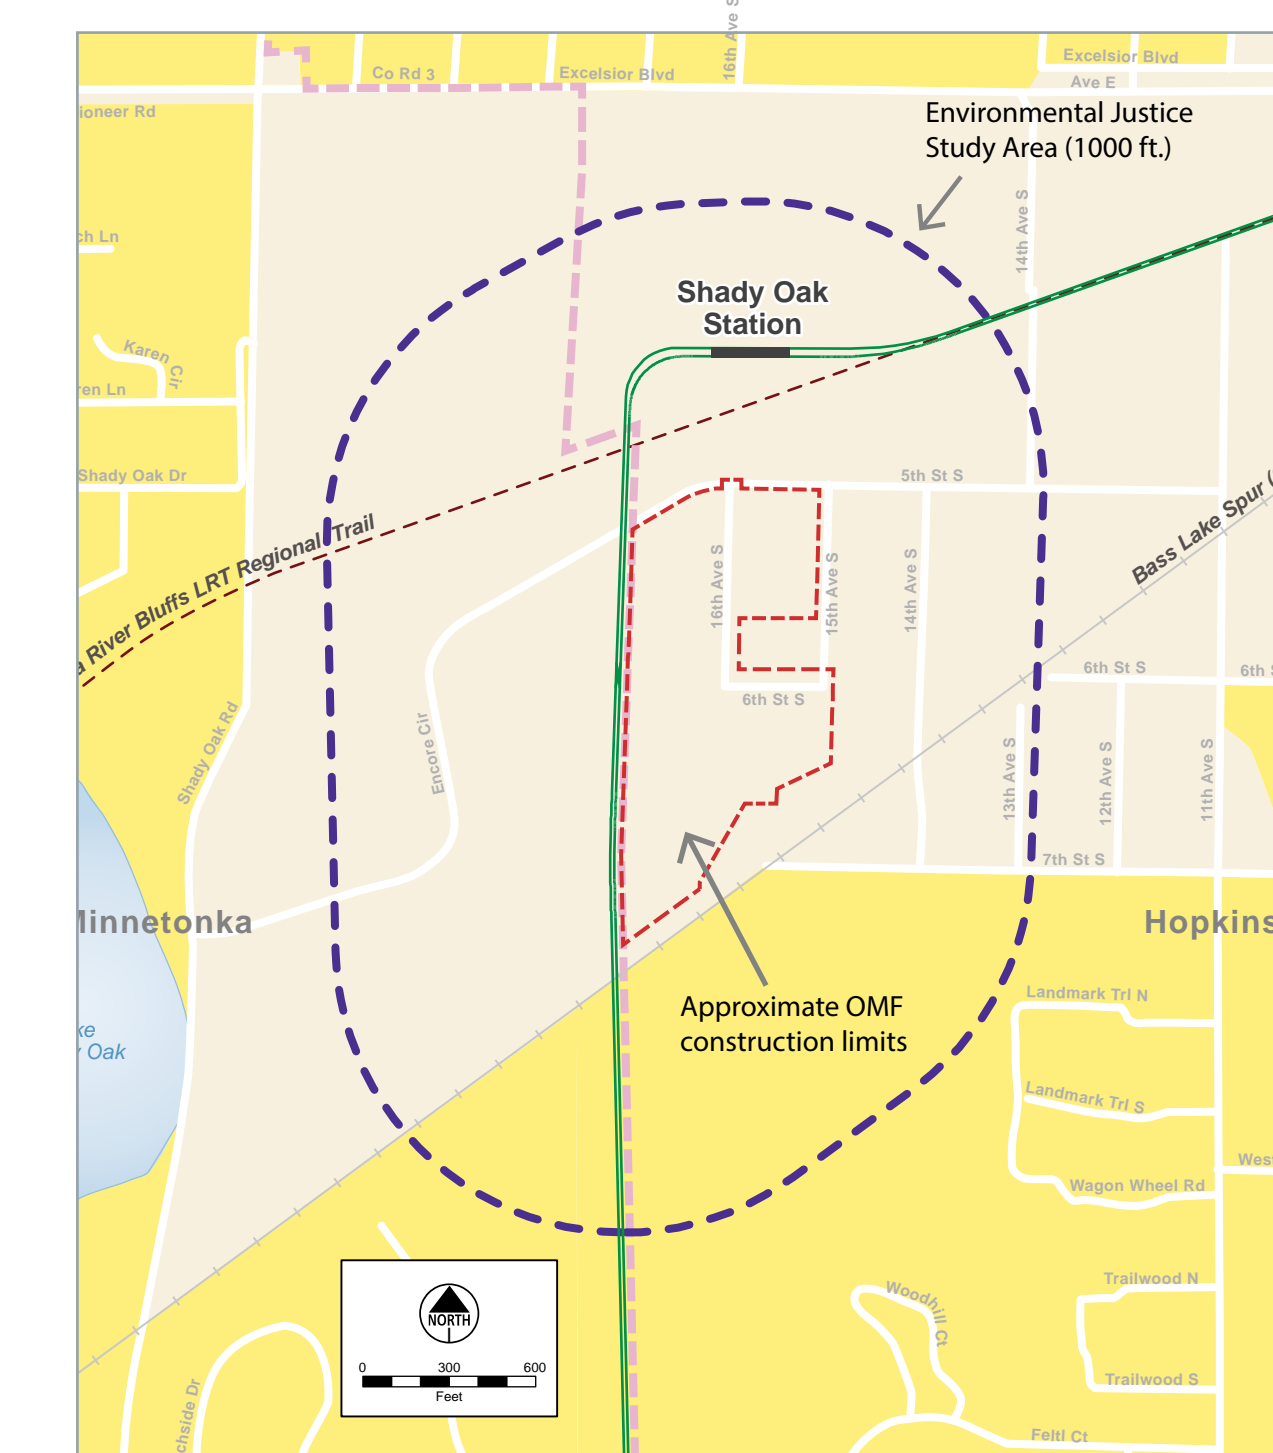 16th Ave S
Co Rd 3
Excelsior Blvd
Excelsior Blvd
Ave E
ioneer Rd
Environmental Justice
Study Area (1000 ft.)
14th Ave S
ch Ln
Shady Oak
Station
Karen Cir
ren Ln
Shady Oak Dr
5th St S
Bass Lake Spur (
a River Bluffs LRT Regional Trail
16th Ave S
15th Ave S
14th Ave S
6th St S
6th
6th St S
Shady Oak Rd
Encore Cir
13th Ave S
12th Ave S
11th Ave S
7th St S
Minnetonka
Hopkins
Landmark Trl N
Approximate OMF
construction limits
ke
Oak
Landmark Trl S
West
Wagon Wheel Rd
Trailwood N
Woodhill Ct
NORTH
0 300 600
Feet
Trailwood S
chside Dr
Feltl Ct